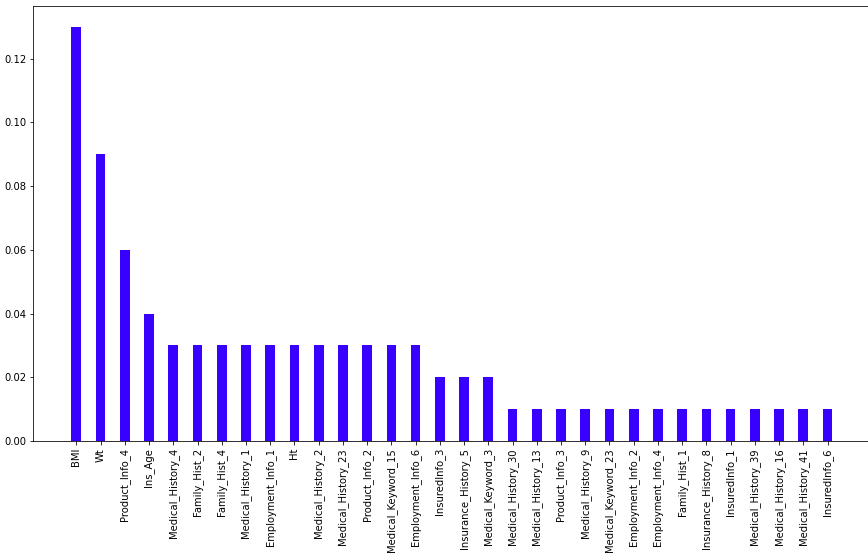 0.12
0.10
0.08
0.06
0.04
0.02
0.00
BMI
Wt
Product_Info_4
Ins_Age
Medical_History_4
Family_Hist_2
Family_Hist_4
Medical_History_1
Employment_Info_1
Ht
Medical_History_2
Medical_History_23
Product_Info_2
Medical_Keyword_15
Employment_Info_6
InsuredInfo_3
Insurance_History_5
Medical_Keyword_3
Medical_History_30
Medical_History_13
Product_Info_3
Medical_History_9
Medical_Keyword_23
Employment_Info_2
Employment_Info_4
Family_Hist_1
Insurance_History_8
InsuredInfo_1
Medical_History_39
Medical_History_16
Medical_History_41
InsuredInfo_6